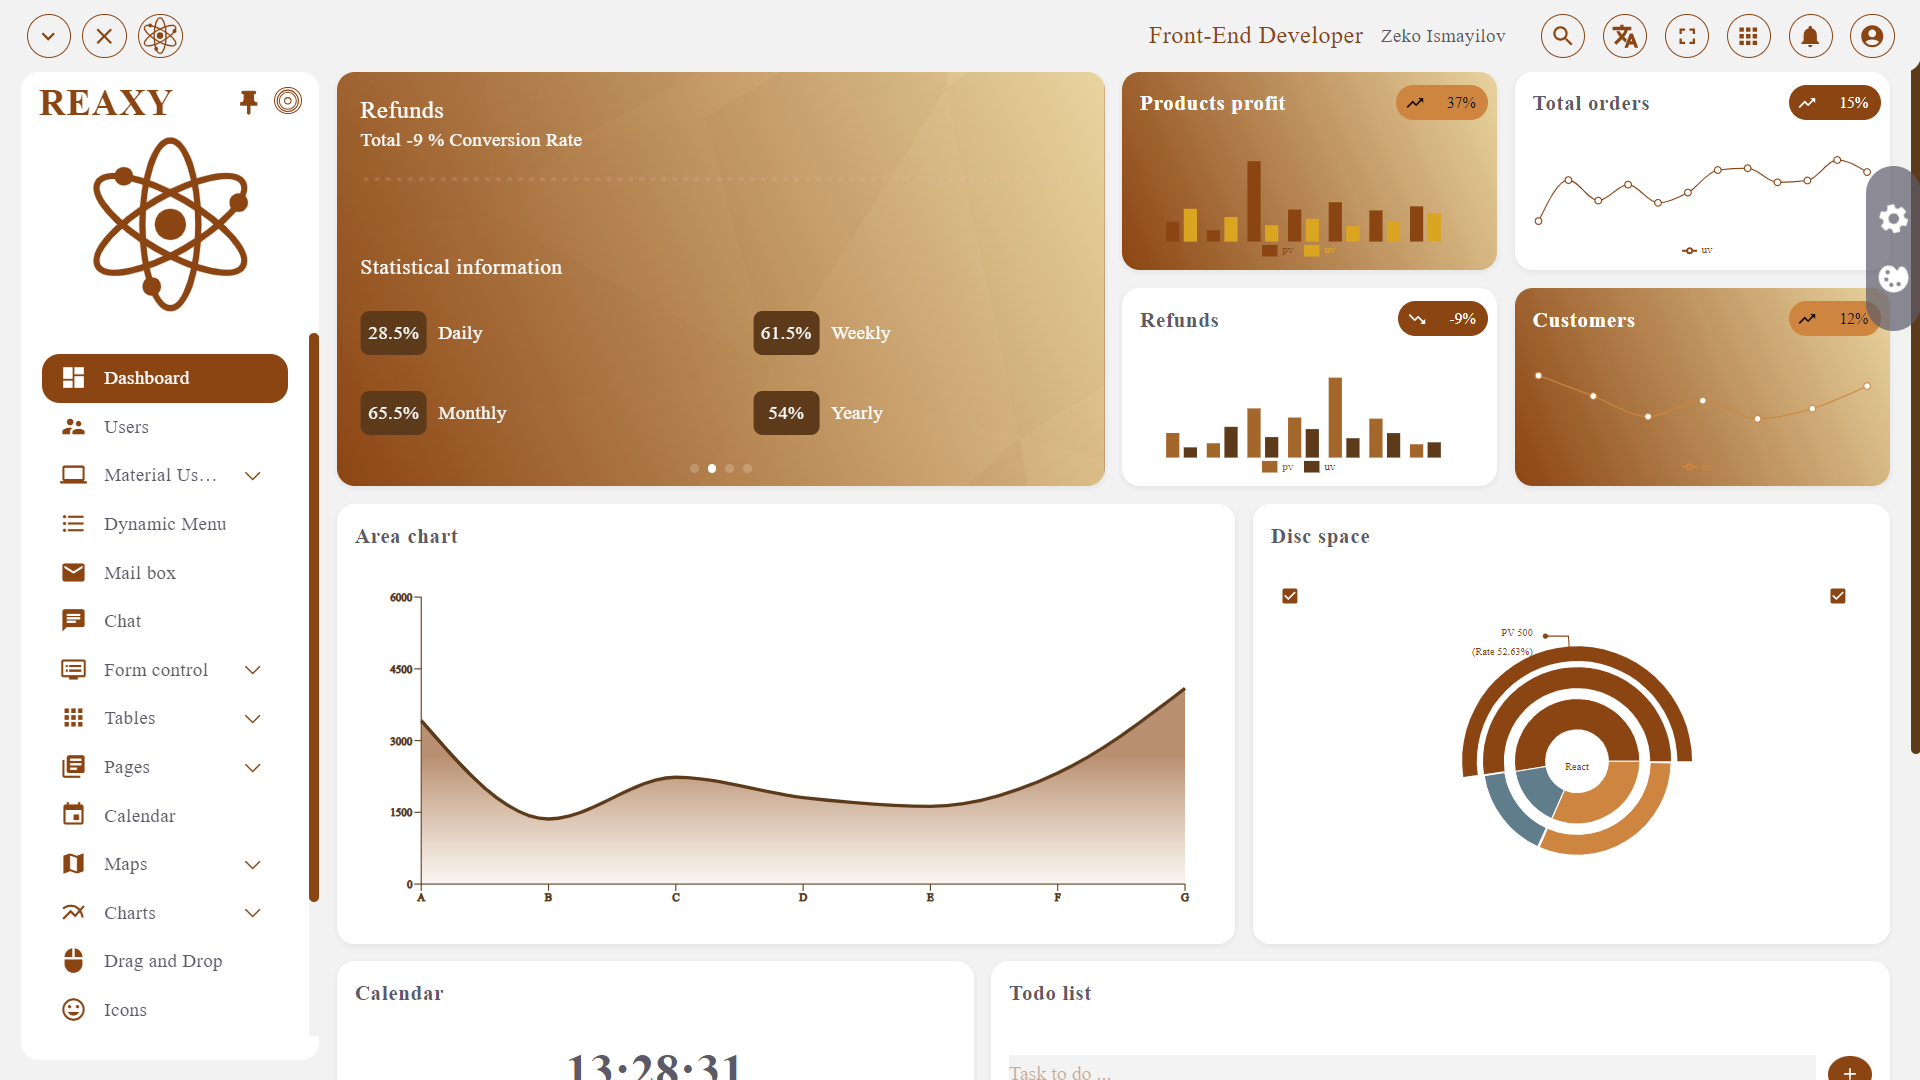 Front-End Developer Zeko Ismayilov
REAXY
Dashboard
Users
Material Us...
Dynamic Menu
Mail box
Chat
Form control
Tables
Pages
Calendar
Maps
Charts
Drag and Drop
Icons
Refunds
Total -9 % Conversion Rate
Statistical information
28.5% Daily
61.5% Weekly
65.5% Monthly
54% Yearly
Products profit
37%
pv uv
Total orders
15%
uv
Refunds
-9%
pv uv
Customers
12%
Area chart
6000
4500
3000
1500
0
A B C D E F G
Disc space
PV 500
(Rate 52.63%)
React
Calendar
13:28:31
Todo list
Task to do ...